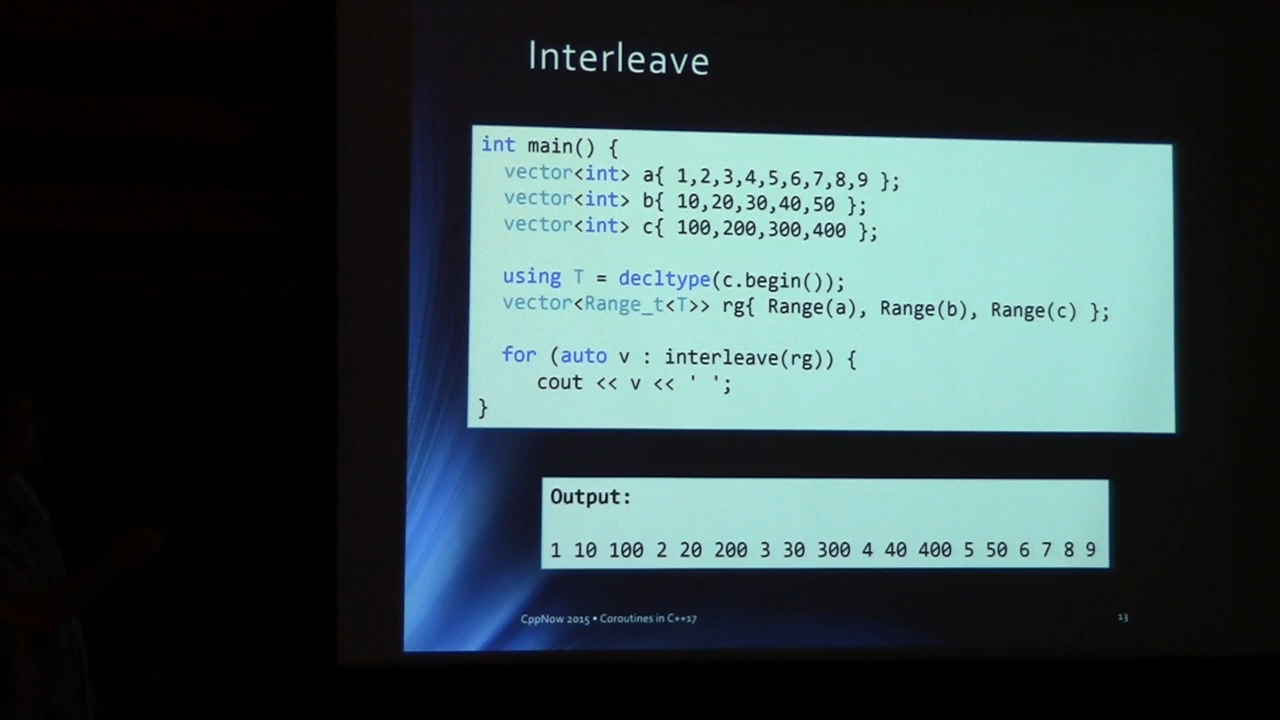 Interleave
int main() {
vector<int> a{ 1,2,3,4,5,6,7,8,9 };
vector<int> b{ 10,20,30,40,50 };
vector<int> c{ 100,200,300,400 };
using T = decltype(c.begin());
vector<Range_t<T>> rg{ Range(a), Range(b), Range(c) };
for (auto v : interleave(rg)) {
cout << v << ' ';
}
Output:
1 10 100 2 20 200 3 30 300 4 40 400 5 50 6 7 8 9
CppNow 2015 • Coroutines in C++17
13